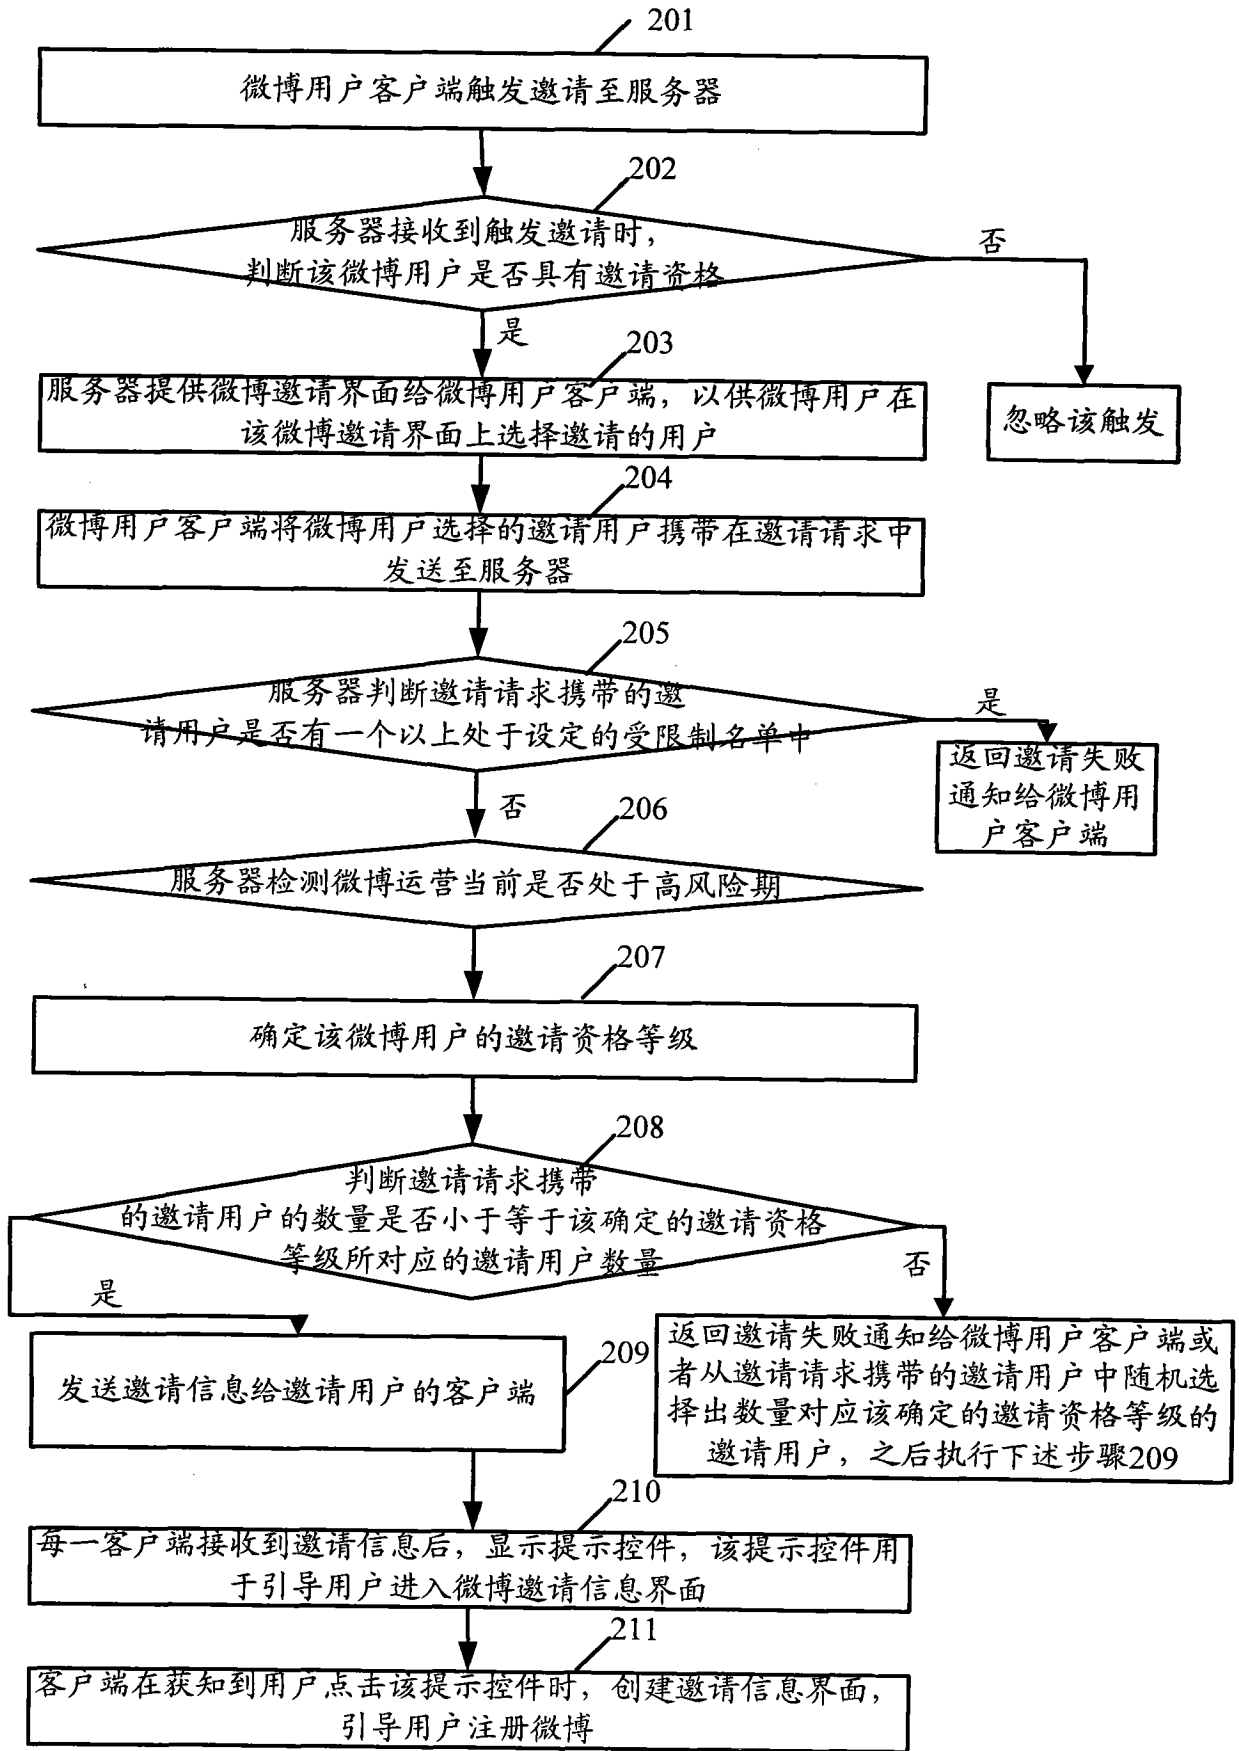 201
微博用户客户端触发邀请至服务器
202
服务器接收到触发邀请时，
判断该微博用户是否具有邀请资格
否
是
203
服务器提供微博邀请界面给微博用户客户端，以供微博用户在
该微博邀请界面上选择邀请的用户
忽略该触发
204
微博用户客户端将微博用户选择的邀请用户携带在邀请请求中
发送至服务器
205
服务器判断邀请请求携带的邀
请用户是否有一个以上处于设定的受限制名单中
是
返回邀请失败
通知给微博用
户客户端
否
206
服务器检测微博运营当前是否处于高风险期
207
确定该微博用户的邀请资格等级
208
判断邀请请求携带
的邀请用户的数量是否小于等于该确定的邀请资格
等级所对应的邀请用户数量
是
否
209
发送邀请信息给邀请用户的客户端
返回邀请失败通知给微博用户客户端或
者从邀请请求携带的邀请用户中随机选
择出数量对应该确定的邀请资格等级的
邀请用户，之后执行下述步骤209
210
每一客户端接收到邀请信息后，显示提示控件，该提示控件用
于引导用户进入微博邀请信息界面
211
客户端在获知到用户点击该提示控件时，创建邀请信息界面，
引导用户注册微博